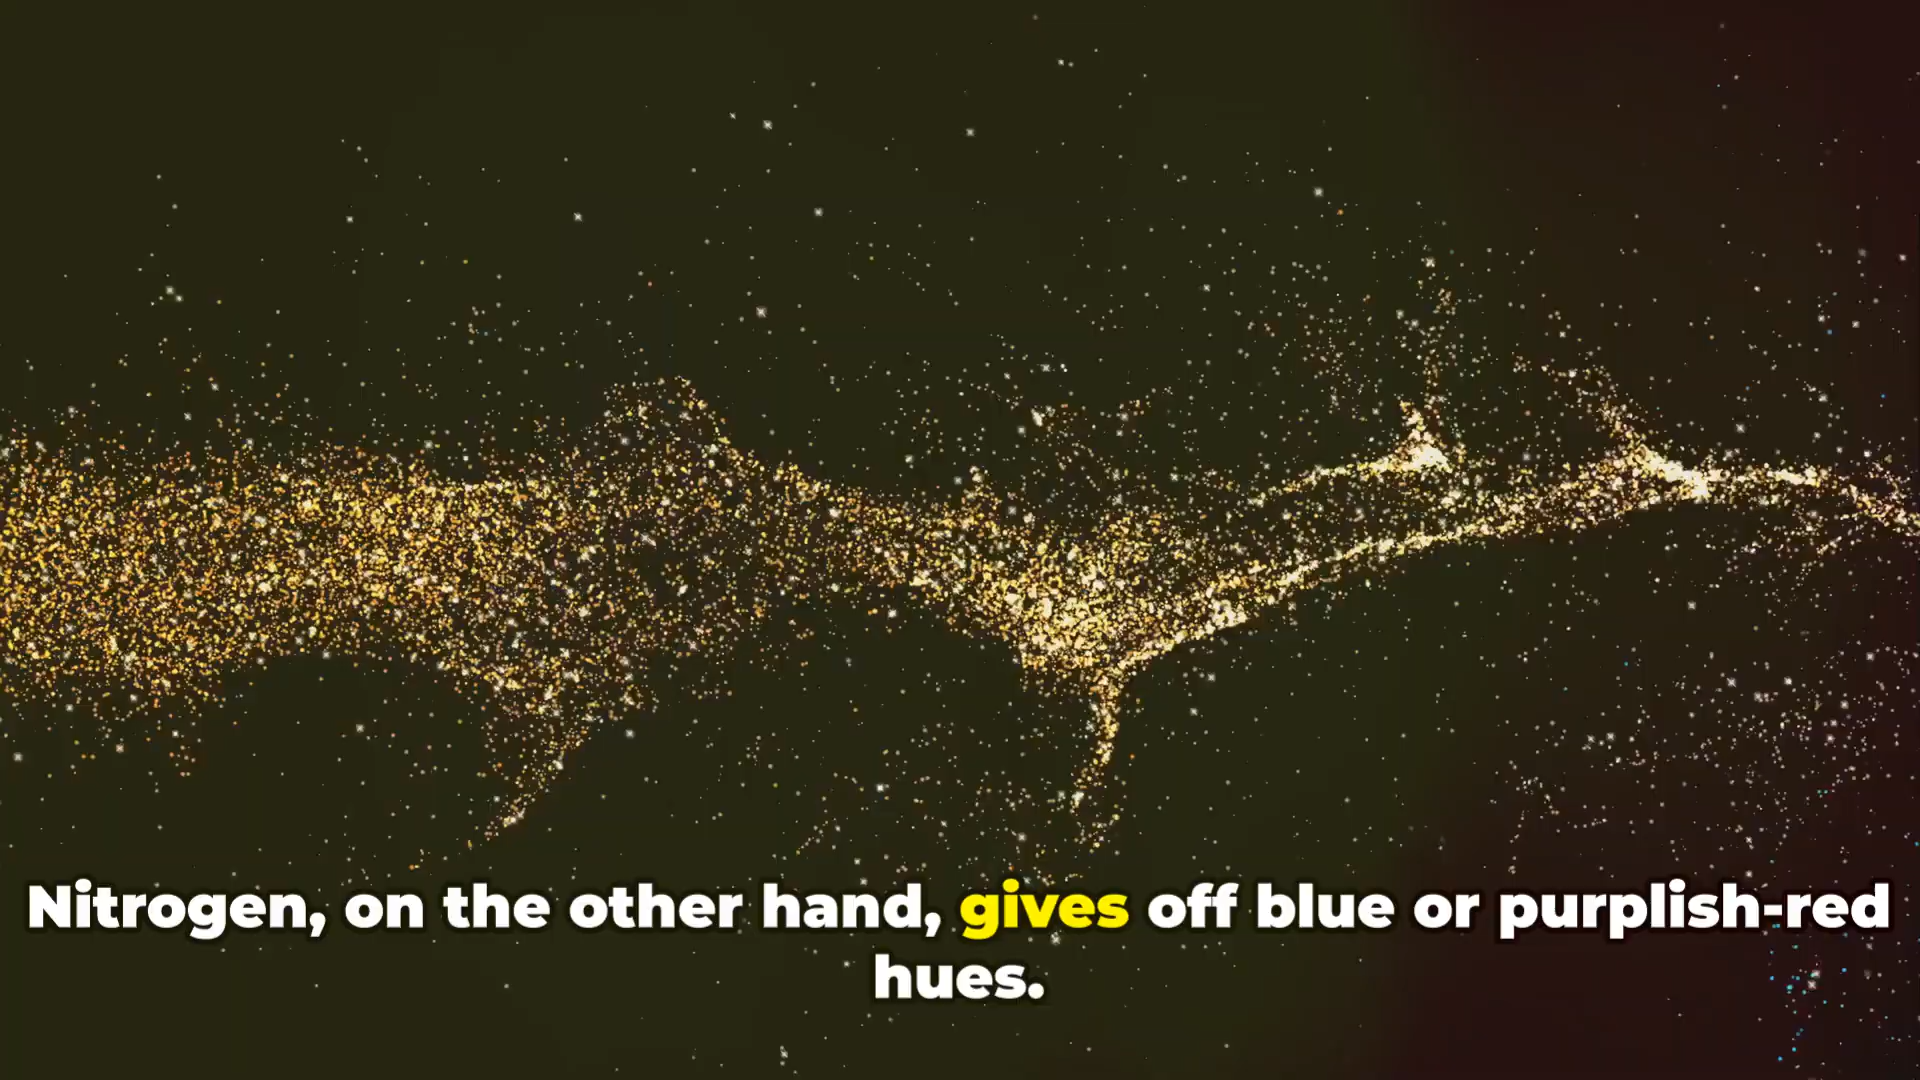 Nitrogen, on the other hand, gives off blue or purplish-red
hues.